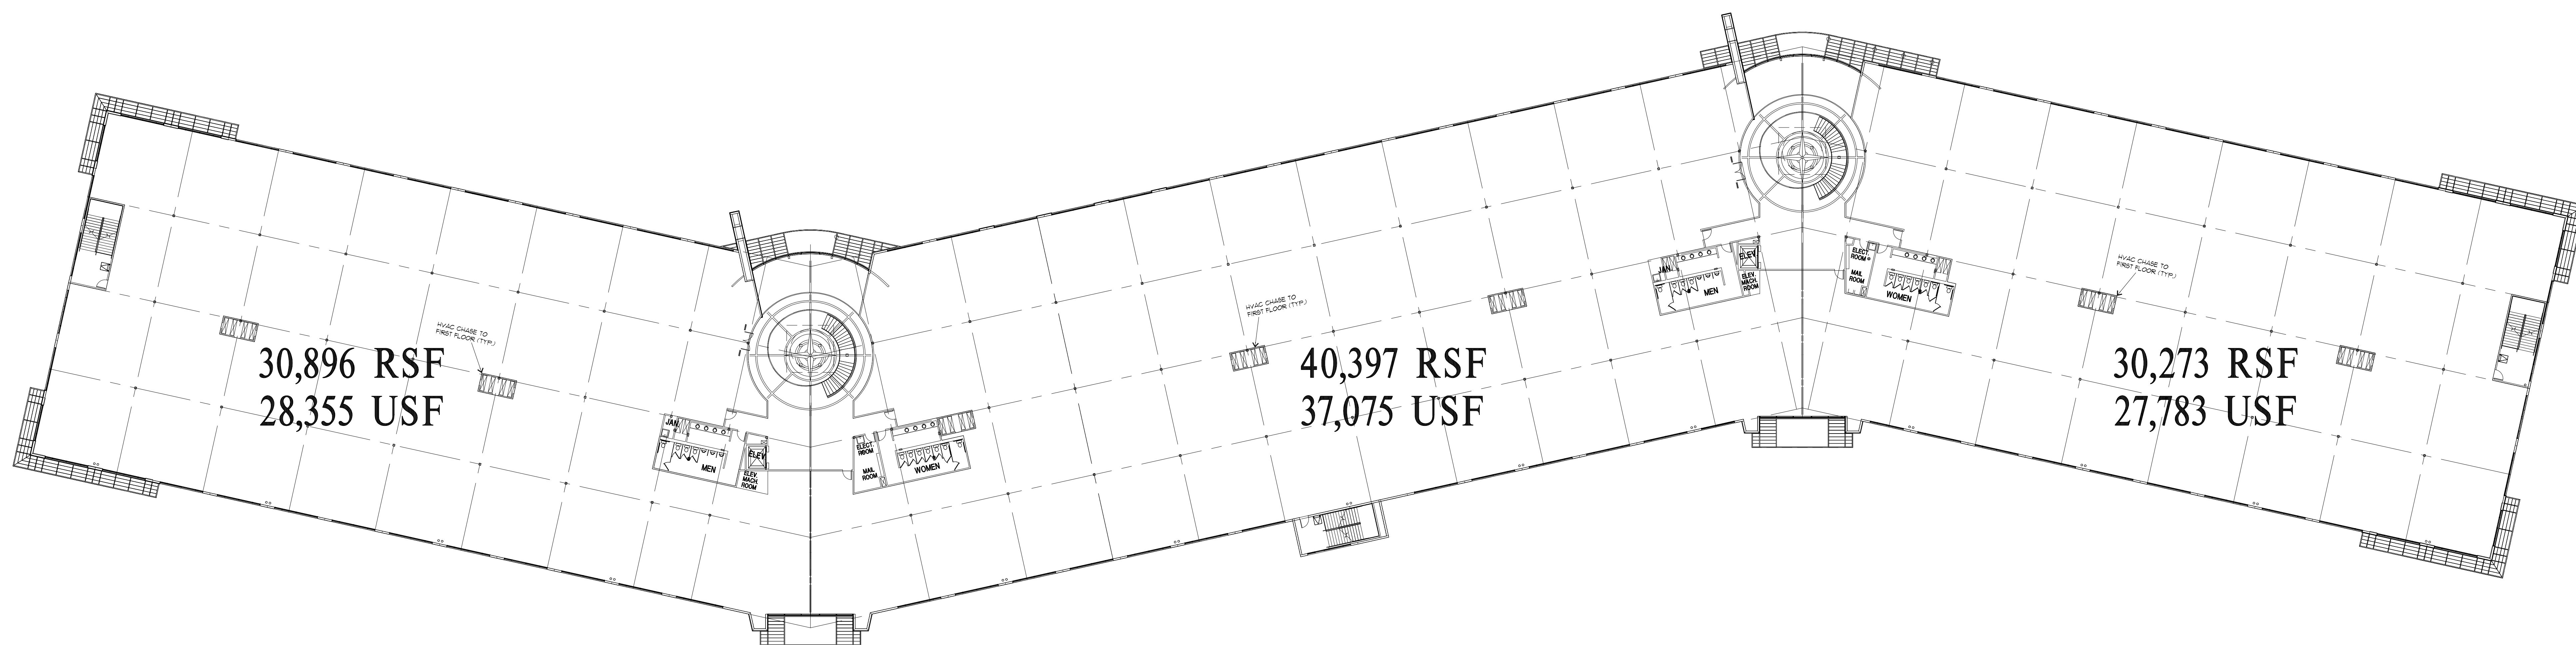 HVAC CHASE TO
FIRST FLOOR (TYP.)
30,896 RSF
28,355 USF
JAN.
MEN
ELEV.
ELEV.
MACH.
ROOM
ELECT.
ROOM
MAIL
ROOM
WOMEN
HVAC CHASE TO
FIRST FLOOR (TYP.)
40,397 RSF
37,075 USF
JAN.
MEN
ELEV.
ELEV.
MACH.
ROOM
ELECT.
ROOM
MAIL
ROOM
WOMEN
HVAC CHASE TO
FIRST FLOOR (TYP.)
30,273 RSF
27,783 USF